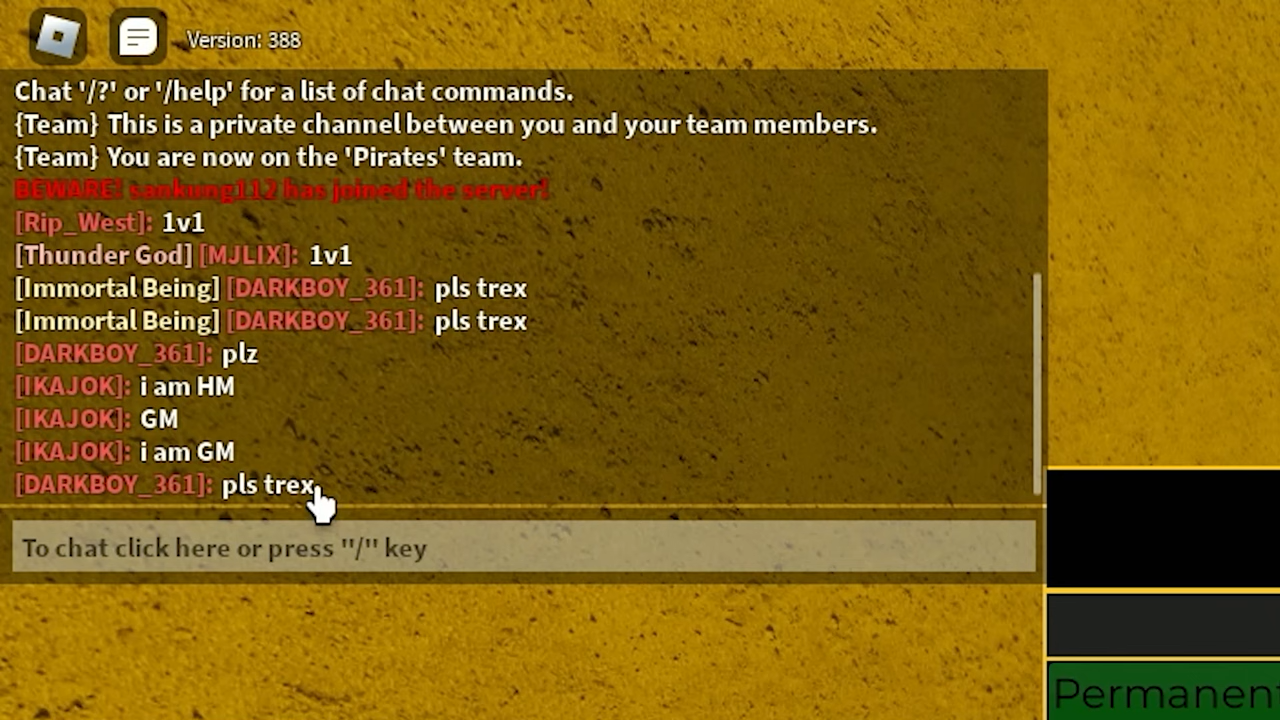 Version: 388
Chat '/?' or '/help' for a list of chat commands.
{Team} This is a private channel between you and your team members.
{Team} You are now on the 'Pirates' team.
BEWARE! sankung112 has joined the server!
[Rip_West]: 1v1
[Thunder God] [MJLIX]: 1v1
[Immortal Being] [DARKBOY_361]: pls trex
[Immortal Being] [DARKBOY_361]: pls trex
[DARKBOY_361]: plz
[IKAJOK]: i am HM
[IKAJOK]: GM
[IKAJOK]: i am GM
[DARKBOY_361]: pls trex
To chat click here or press "/" key
Permanen